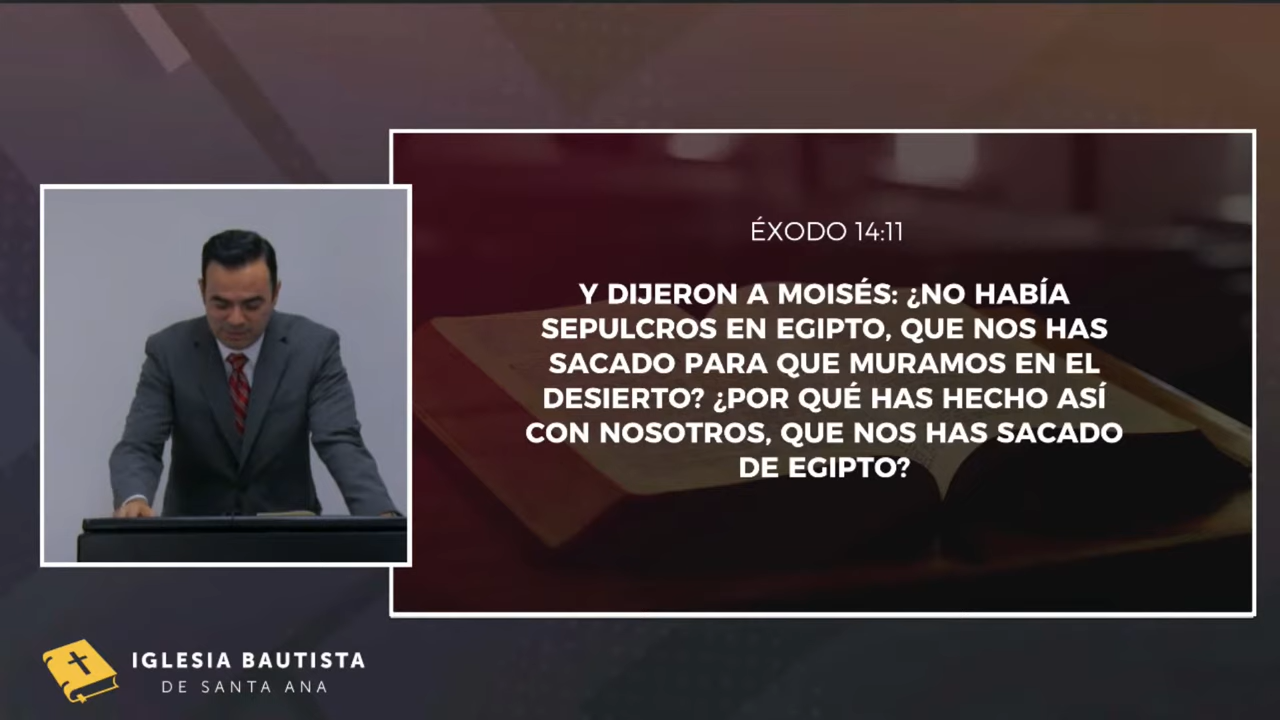 ÉXODO 14:11
Y DIJERON A MOISÉS: ¿NO HABÍA
SEPULCROS EN EGIPTO, QUE NOS HAS
SACADO PARA QUE MURAMOS EN EL
DESIERTO? ¿POR QUÉ HAS HECHO ASÍ
CON NOSOTROS, QUE NOS HAS SACADO
DE EGIPTO?
IGLESIA BAUTISTA
DE SANTA ANA